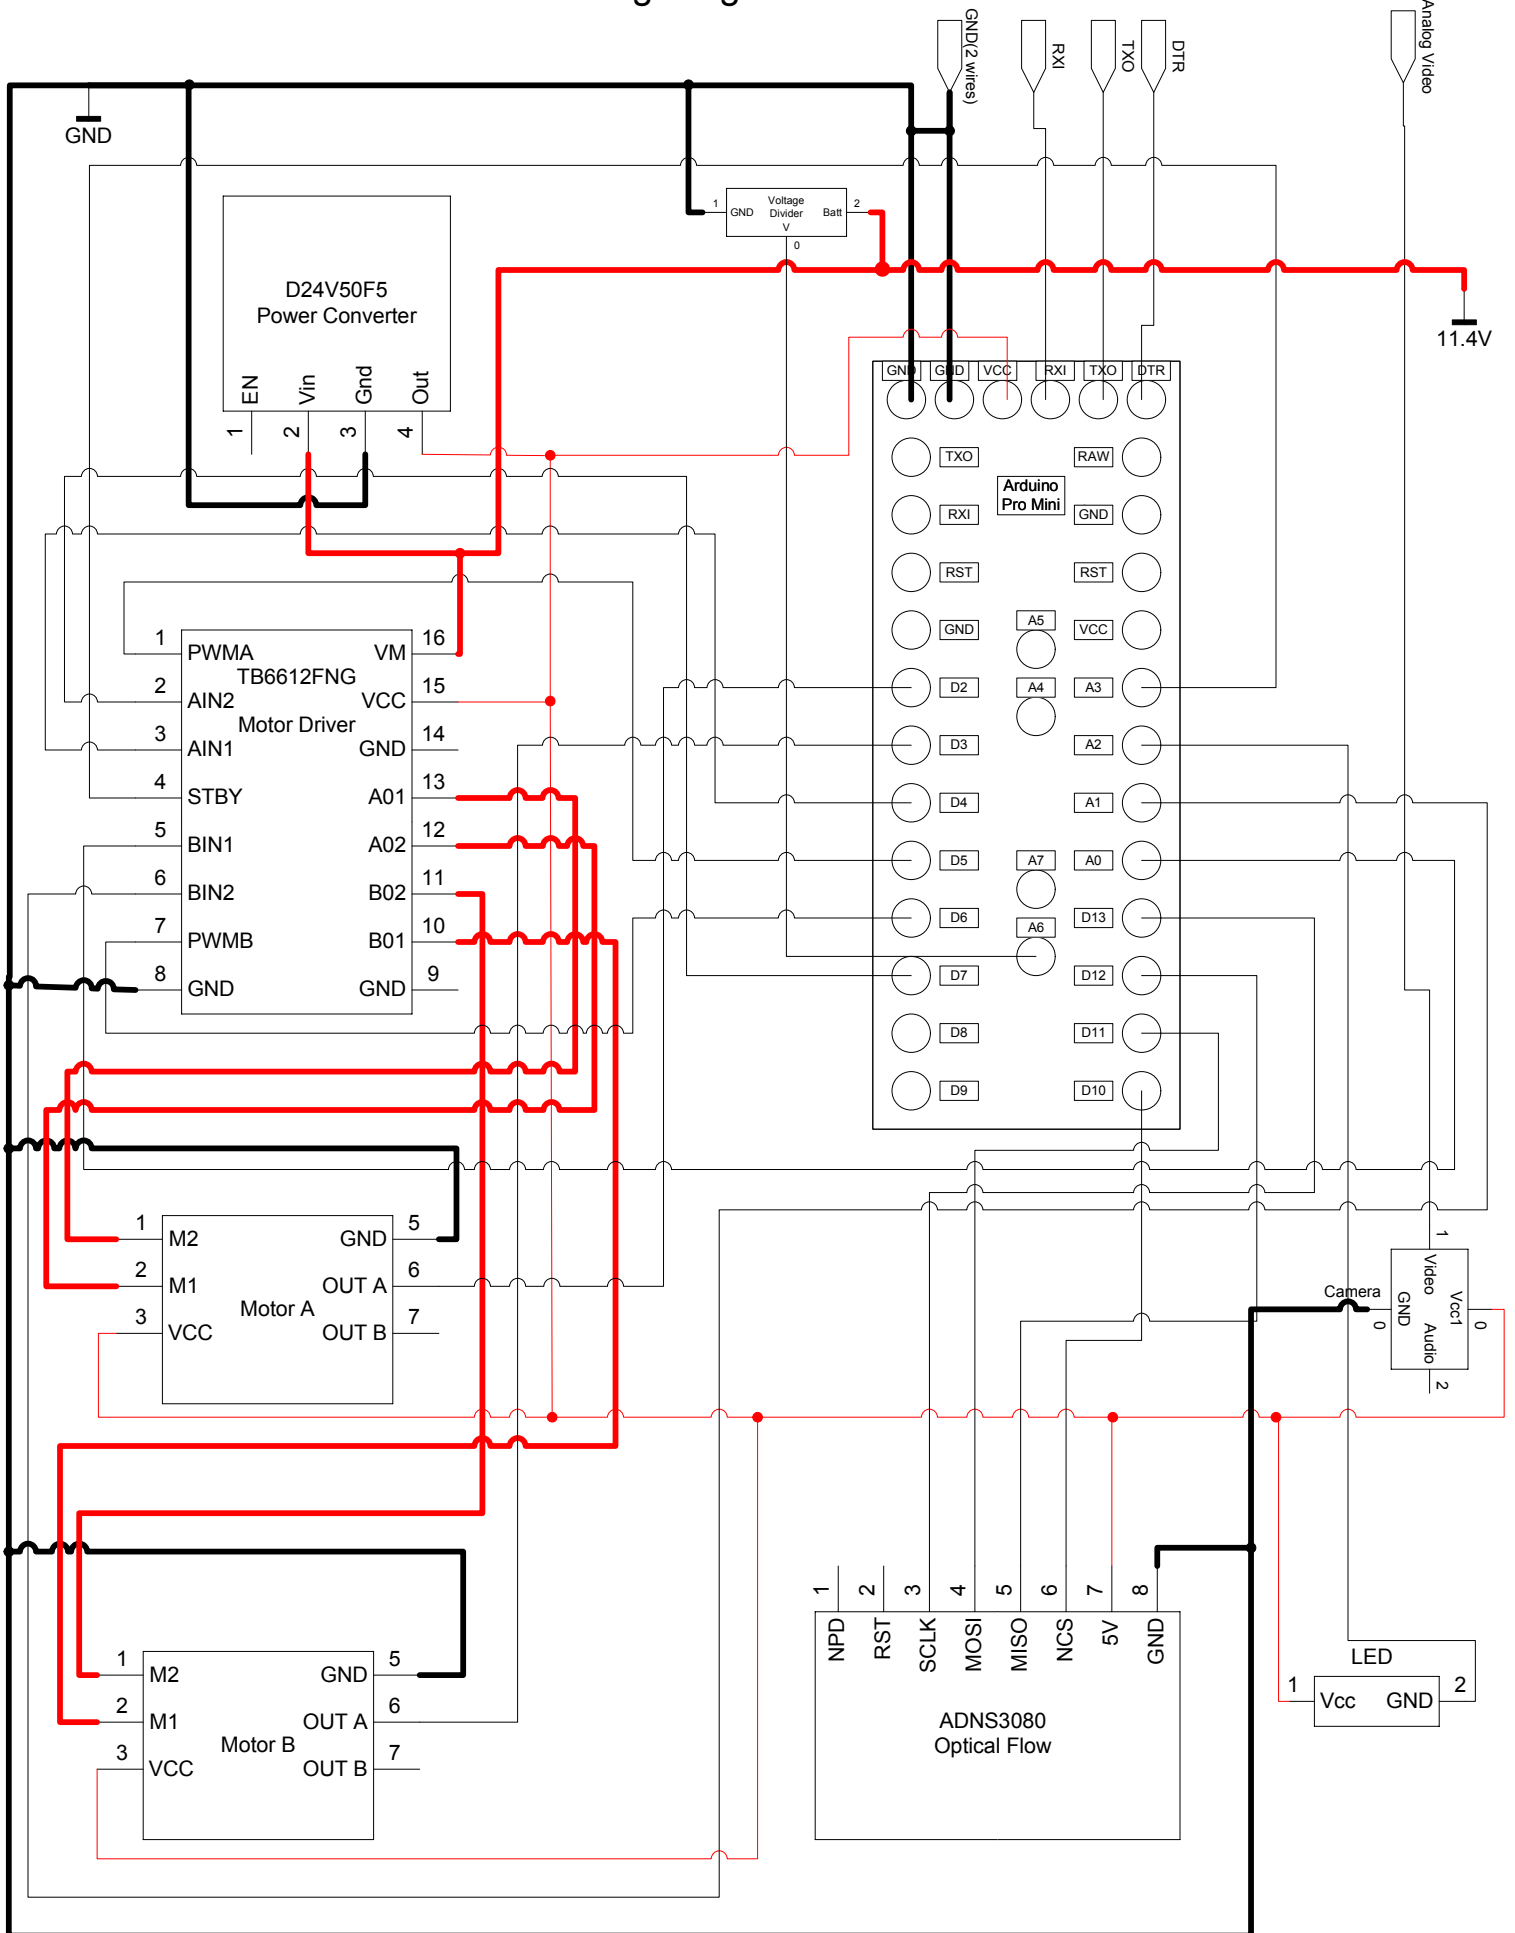 GND(2 wires)
RXI
TXO
DTR
Analog Video
GND
1
GND
Voltage
Divider
V
Batt
2
0
11.4V
D24V50F5
Power Converter
EN
Vin
Gnd
Out
1
2
3
4
GND
GND
VCC
RXI
TXO
DTR
TXO
RAW
Arduino
Pro Mini
RXI
GND
RST
RST
GND
A5
VCC
D2
A4
A3
D3
A2
D4
A1
D5
A7
A0
D6
A6
D13
D7
D12
D8
D11
D9
D10
TB6612FNG
Motor Driver
1
PWMA
VM
16
2
AIN2
VCC
15
3
AIN1
GND
14
4
STBY
A01
13
5
BIN1
A02
12
6
BIN2
B02
11
7
PWMB
B01
10
8
GND
GND
9
1
M2
GND
5
2
M1
OUT A
6
Motor A
3
VCC
OUT B
7
Camera
1
Video
GND
0
Vcc1
0
Audio
2
1
M2
GND
5
2
M1
OUT A
6
Motor B
3
VCC
OUT B
7
1
2
3
4
5
6
7
8
NPD
RST
SCLK
MOSI
MISO
NCS
5V
GND
ADNS3080
Optical Flow
LED
1
Vcc
GND
2